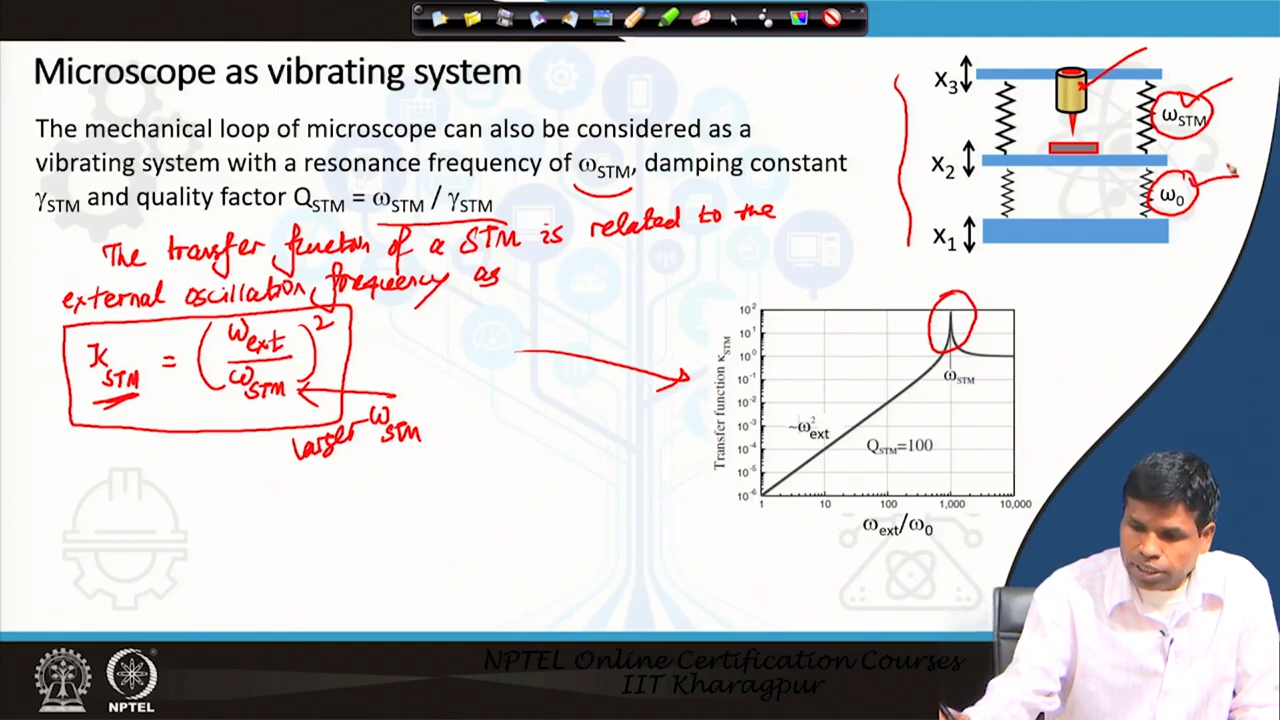 Microscope as vibrating system
The mechanical loop of microscope can also be considered as a
vibrating system with a resonance frequency of ωSTM, damping constant
γSTM and quality factor QSTM = ωSTM / γSTM
The transfer function of a STM is related to the
external oscillation frequency as
κSTM = (ωext / ωSTM)²
larger ωSTM
X3
ωSTM
X2
ω0
X1
Transfer function κSTM
10²
10¹
10⁰
10⁻¹
10⁻²
10⁻³
10⁻⁴
10⁻⁵
10⁻⁶
ωSTM
~ω²ext
QSTM=100
1 10 100 1,000 10,000
ωext/ω0
NPTEL Online Certification Courses
IIT Kharagpur
NPTEL